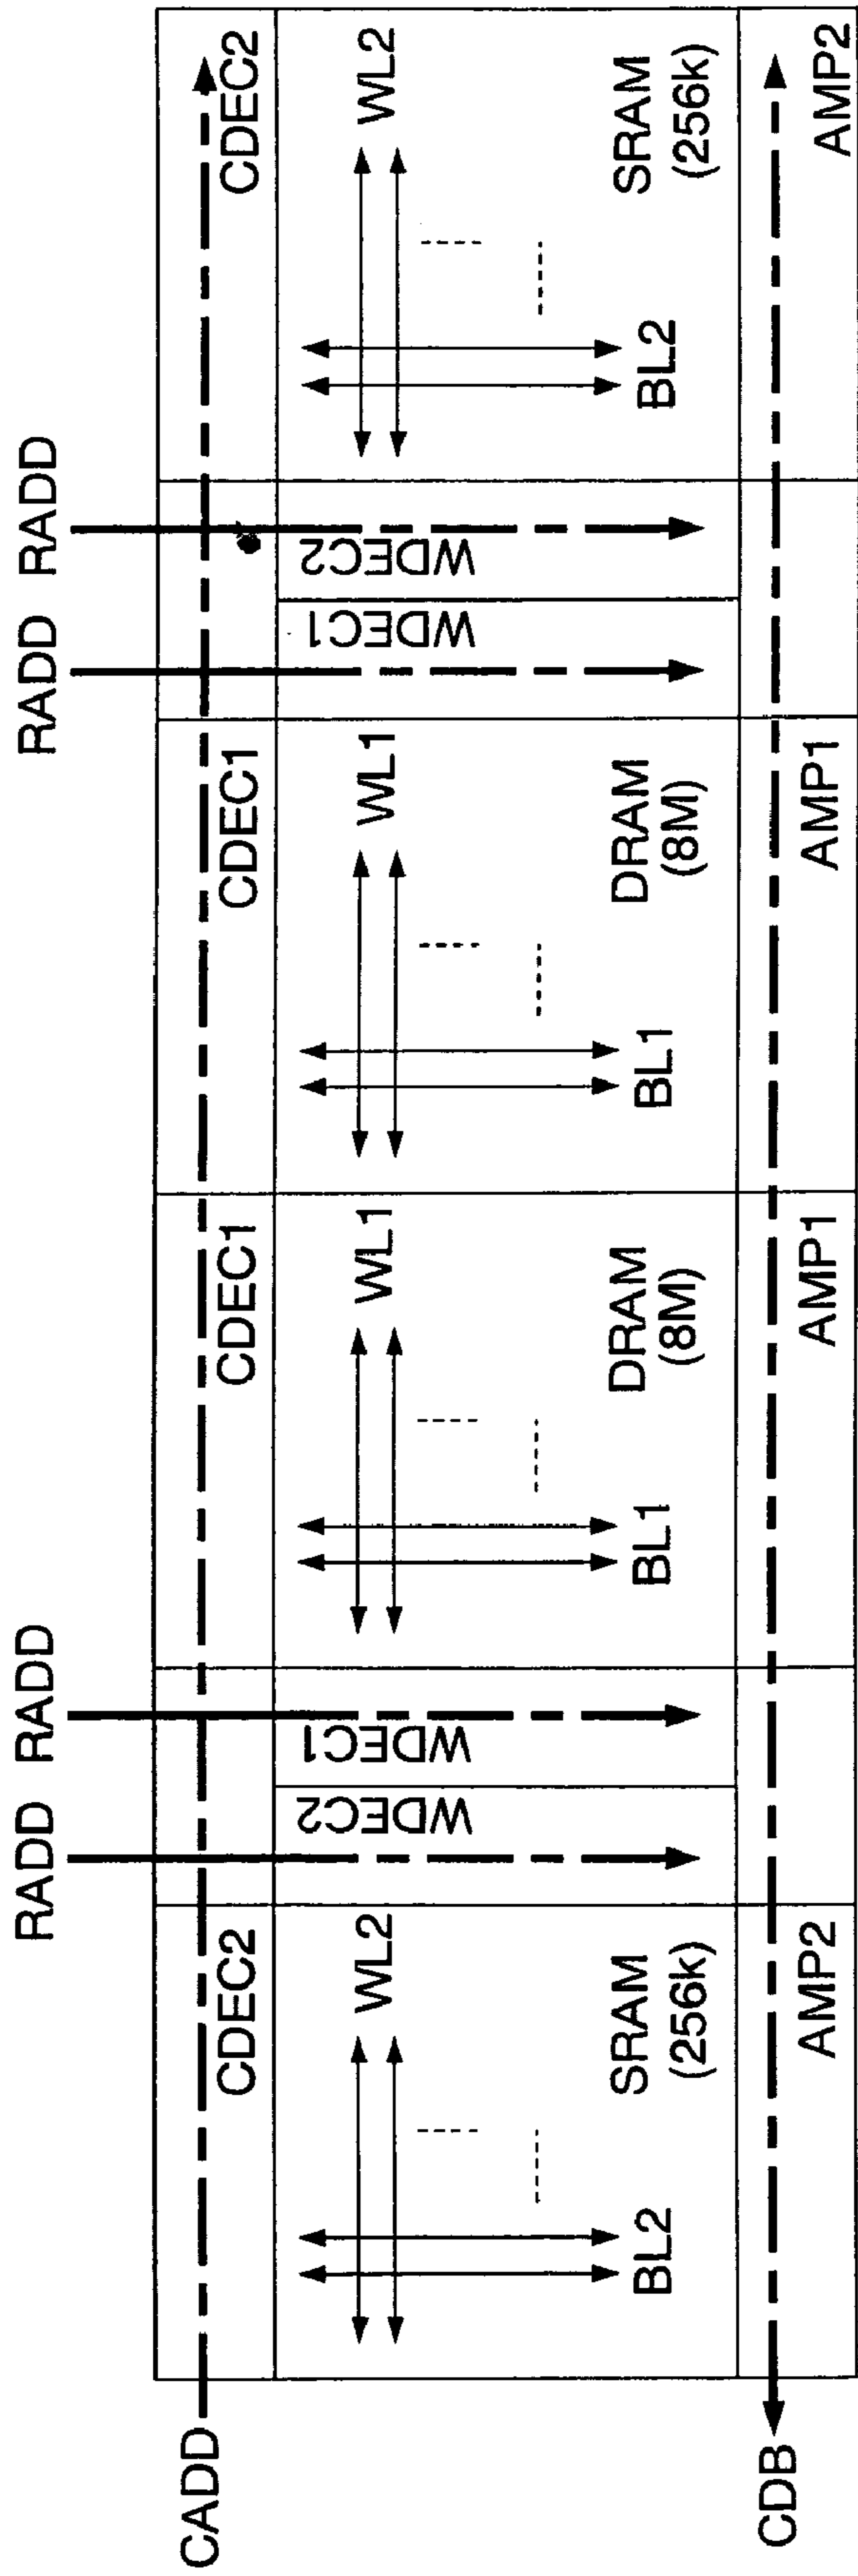 RADD RADD
RADD RADD
CADD
CDEC2
CDEC1
CDEC1
CDEC2
WL2
WDEC2
WDEC1
WL1
WL1
WDEC1
WDEC2
WL2
BL2
SRAM
(256k)
BL1
DRAM
(8M)
BL1
DRAM
(8M)
BL2
SRAM
(256k)
CDB
AMP2
AMP1
AMP1
AMP2